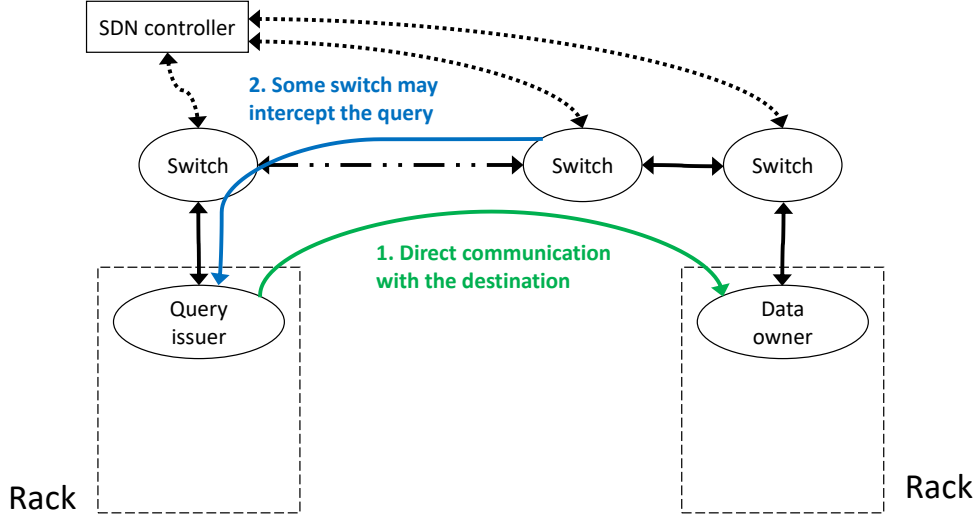 SDN controller
2. Some switch may
intercept the query
Switch
Switch
Switch
1. Direct communication
with the destination
Query
issuer
Data
owner
Rack
Rack